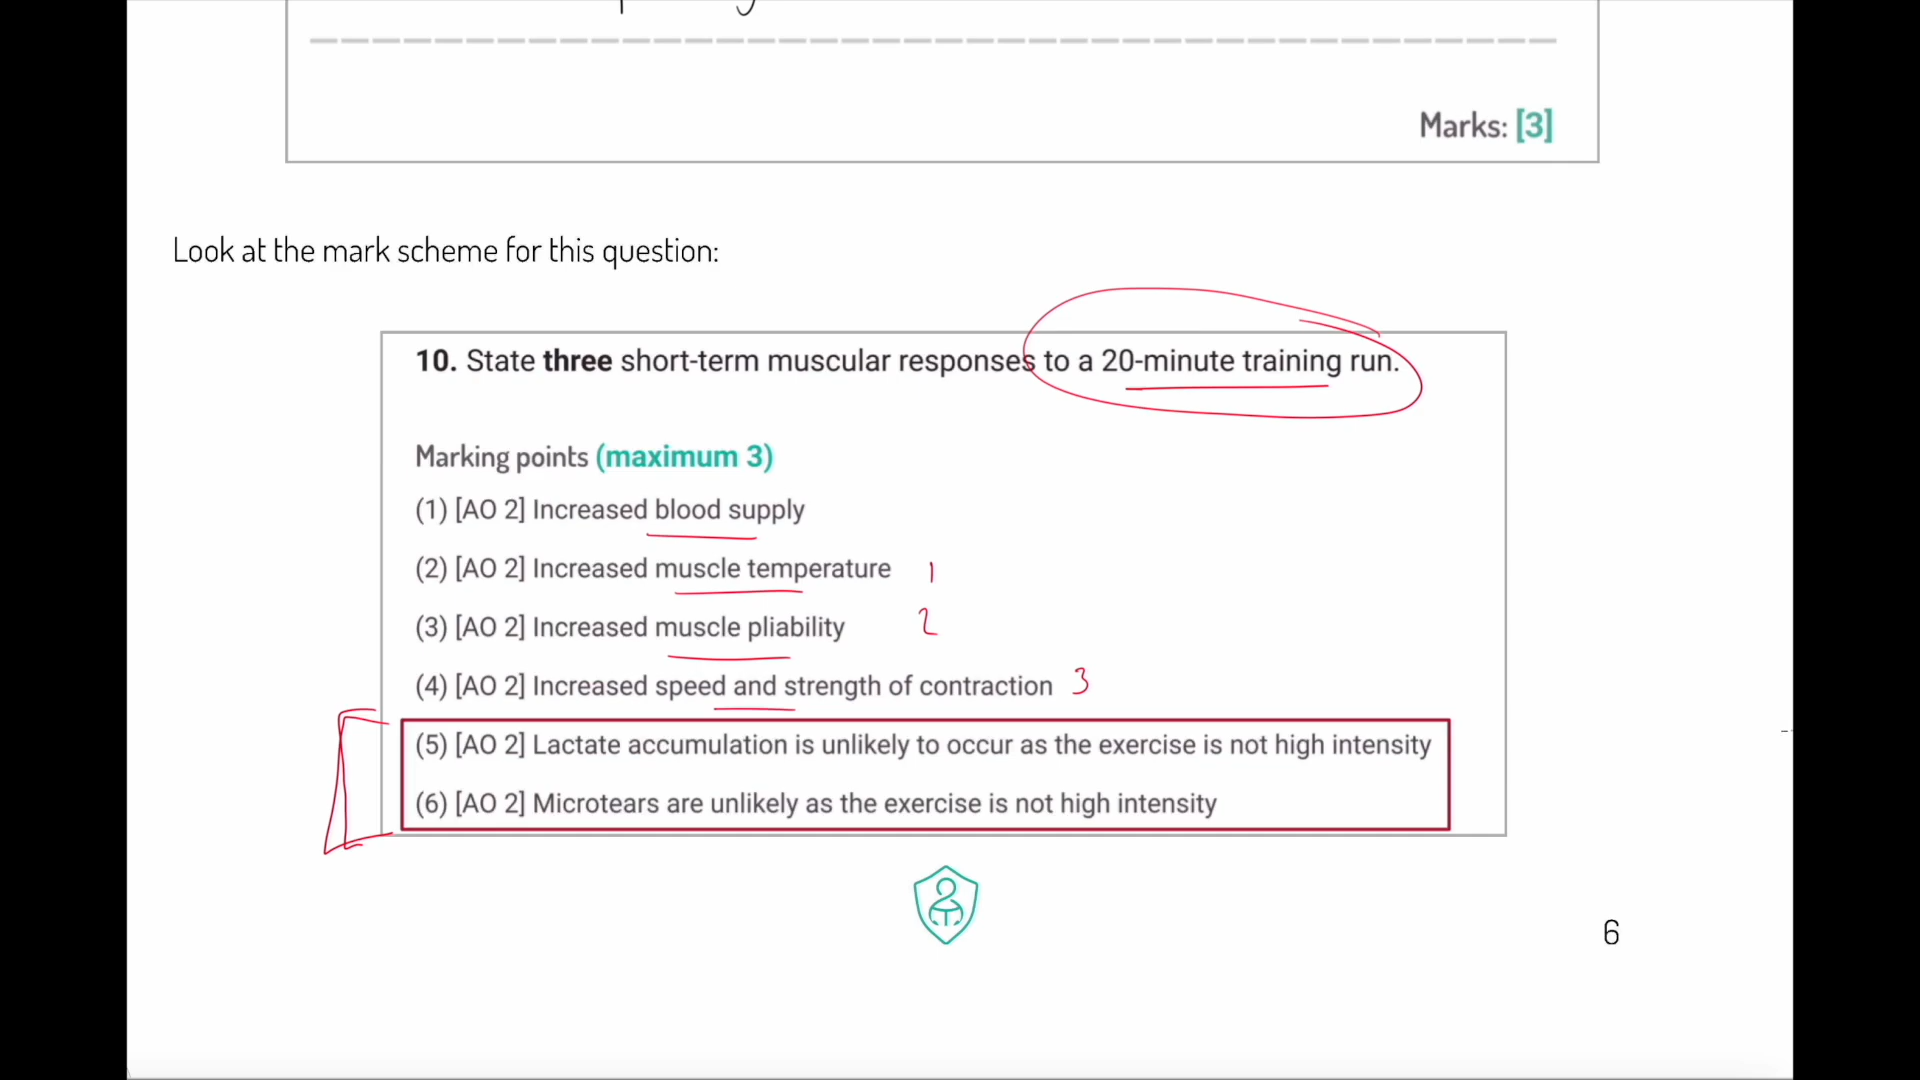 Marks: [3]
Look at the mark scheme for this question:
10. State three short-term muscular responses to a 20-minute training run.
Marking points (maximum 3)
(1) [AO 2] Increased blood supply
(2) [AO 2] Increased muscle temperature 1
(3) [AO 2] Increased muscle pliability 2
(4) [AO 2] Increased speed and strength of contraction 3
(5) [AO 2] Lactate accumulation is unlikely to occur as the exercise is not high intensity
(6) [AO 2] Microtears are unlikely as the exercise is not high intensity
6